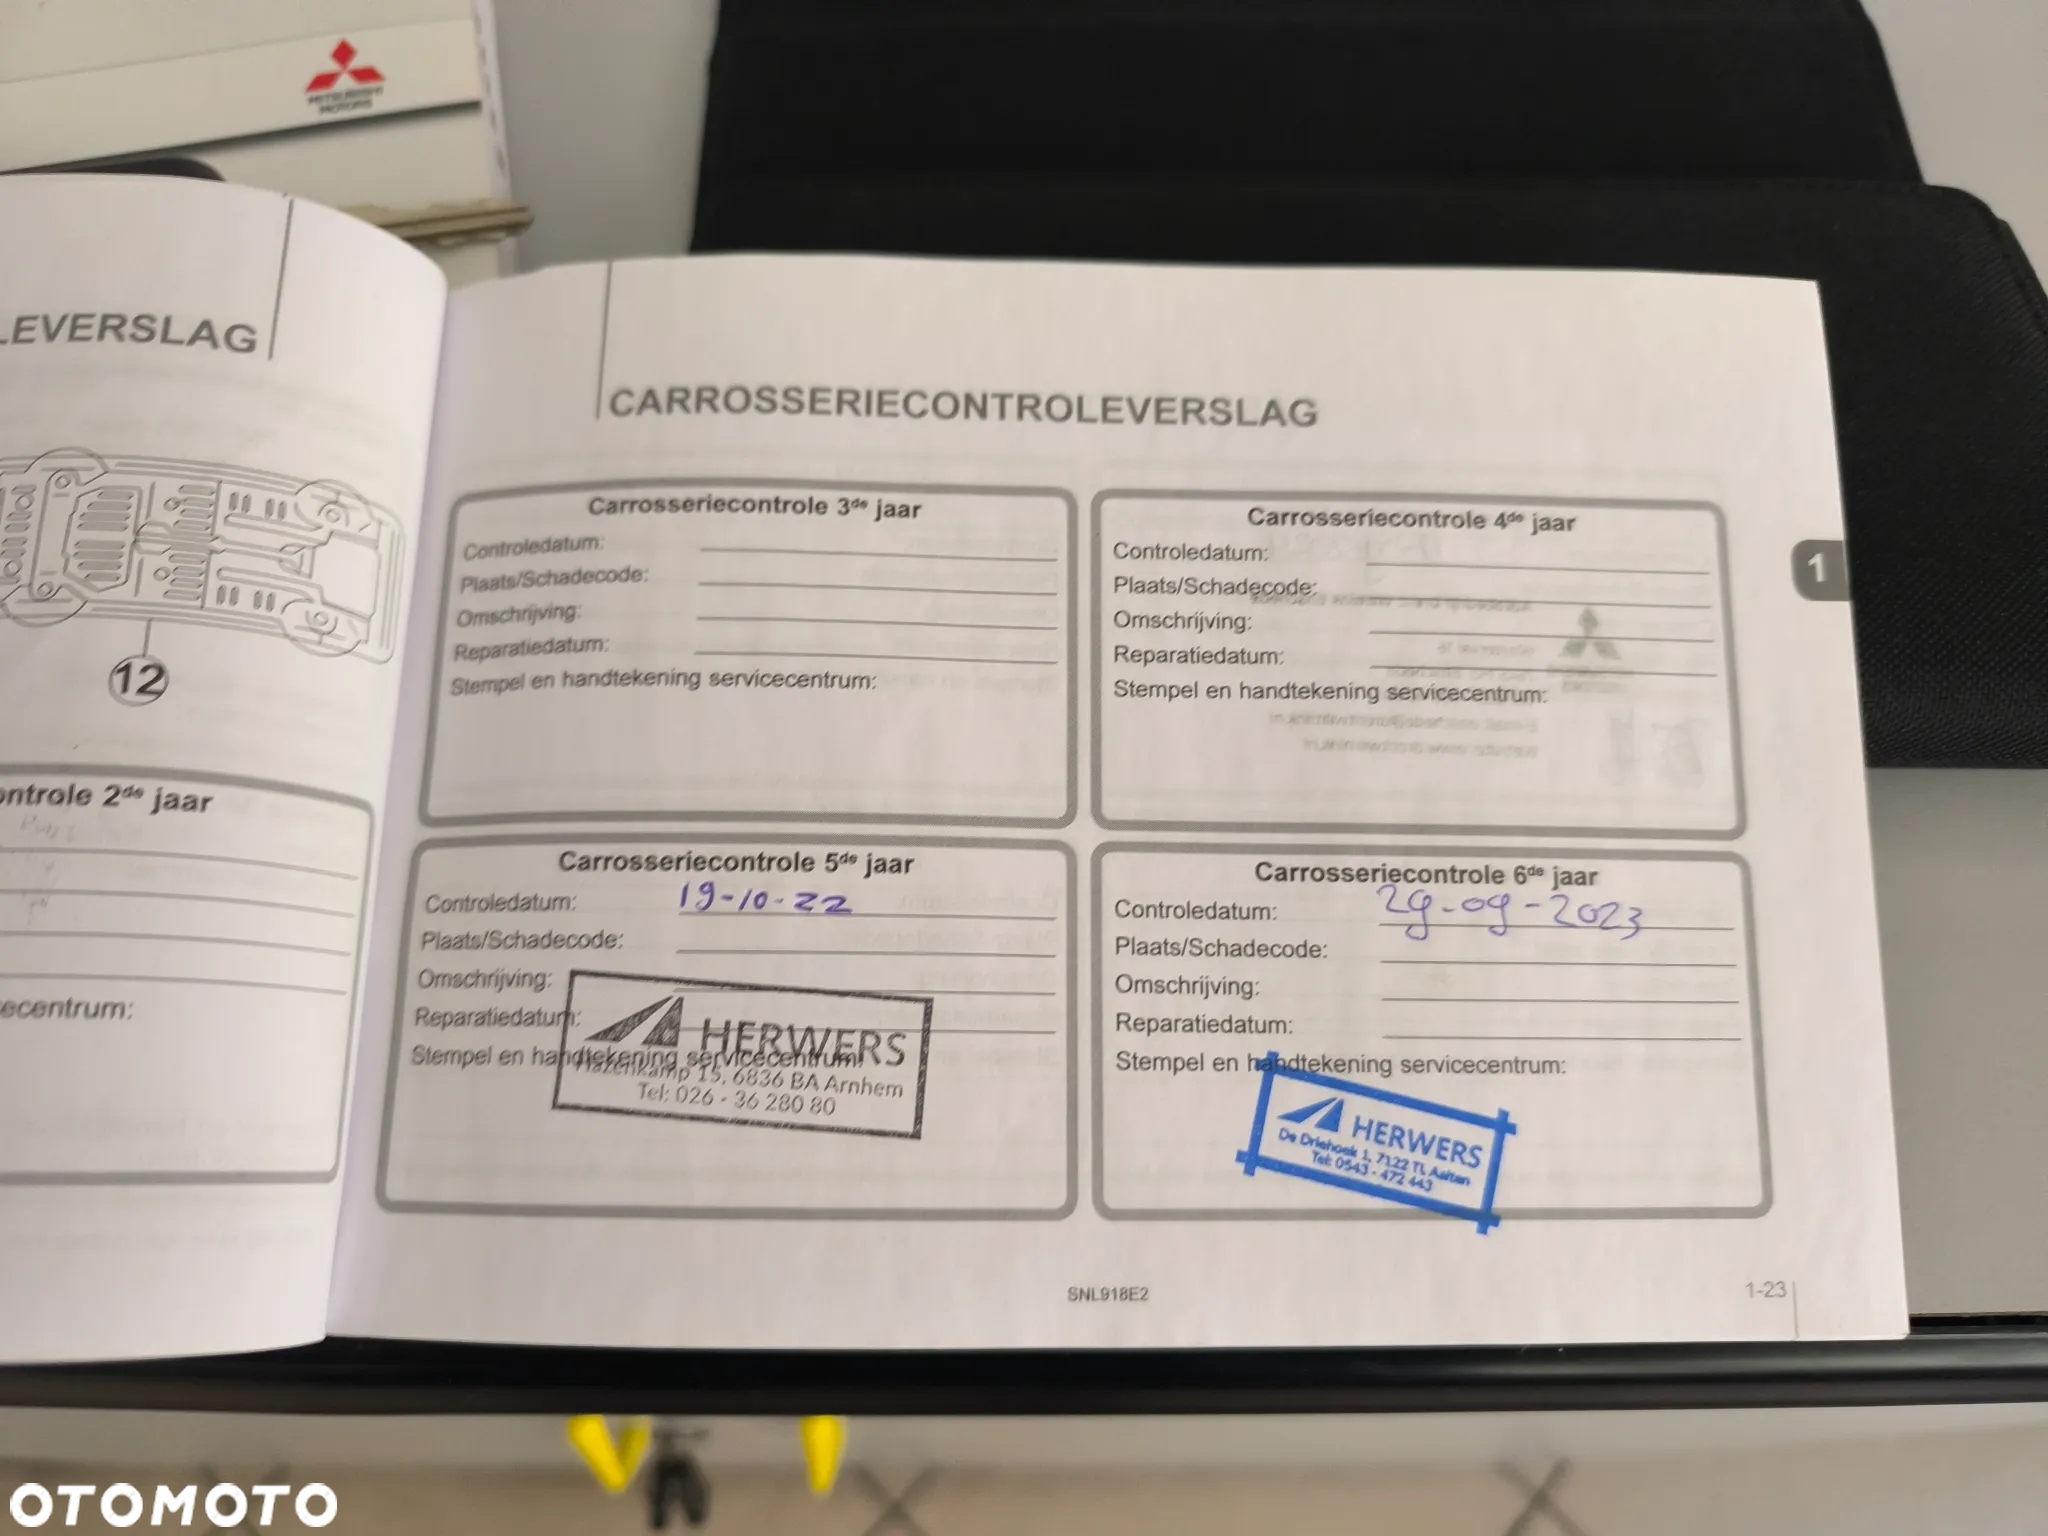 MITSUBISHI
MOTORS
LEVERSLAG
12
ontrole 2de jaar
ecentrum:
CARROSSERIECONTROLEVERSLAG
Carrosseriecontrole 3de jaar
Controledatum:
Plaats/Schadecode:
Omschrijving:
Reparatiedatum:
Stempel en handtekening servicecentrum:
Carrosseriecontrole 4de jaar
Controledatum:
Plaats/Schadecode:
Omschrijving:
Reparatiedatum:
Stempel en handtekening servicecentrum:
1
Carrosseriecontrole 5de jaar
Controledatum: 19-10-22
Plaats/Schadecode:
Omschrijving:
Reparatiedatum:
Stempel en handtekening servicecentrum:
HERWERS
Hazenkamp 15, 6836 BA Arnhem
Tel: 026 - 36 280 80
Carrosseriecontrole 6de jaar
Controledatum: 29-09-2023
Plaats/Schadecode:
Omschrijving:
Reparatiedatum:
Stempel en handtekening servicecentrum:
HERWERS
De Driehoek 1, 7122 TL Aalten
Tel: 0543 - 472 443
SNL918E2
1-23
OTOMOTO